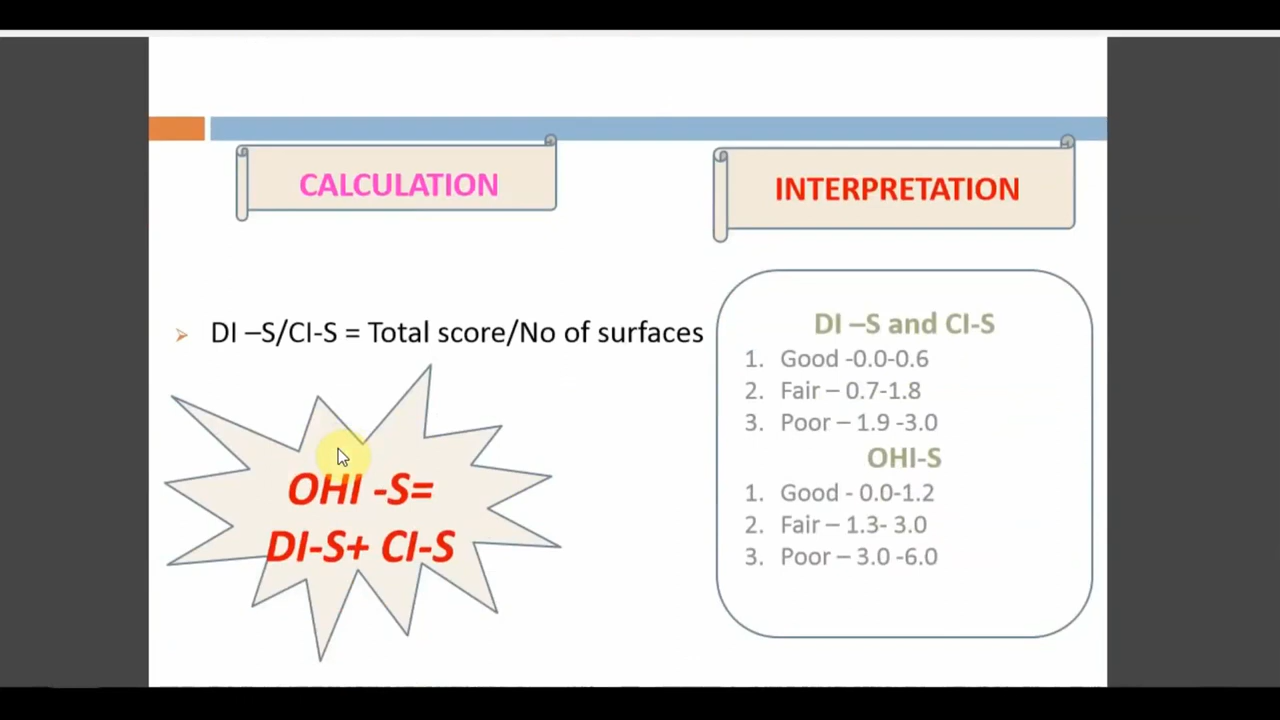 CALCULATION
INTERPRETATION
DI –S/CI-S = Total score/No of surfaces
OHI -S=
DI-S+ CI-S
DI –S and CI-S
1. Good -0.0-0.6
2. Fair – 0.7-1.8
3. Poor – 1.9 -3.0
OHI-S
1. Good - 0.0-1.2
2. Fair – 1.3- 3.0
3. Poor – 3.0 -6.0